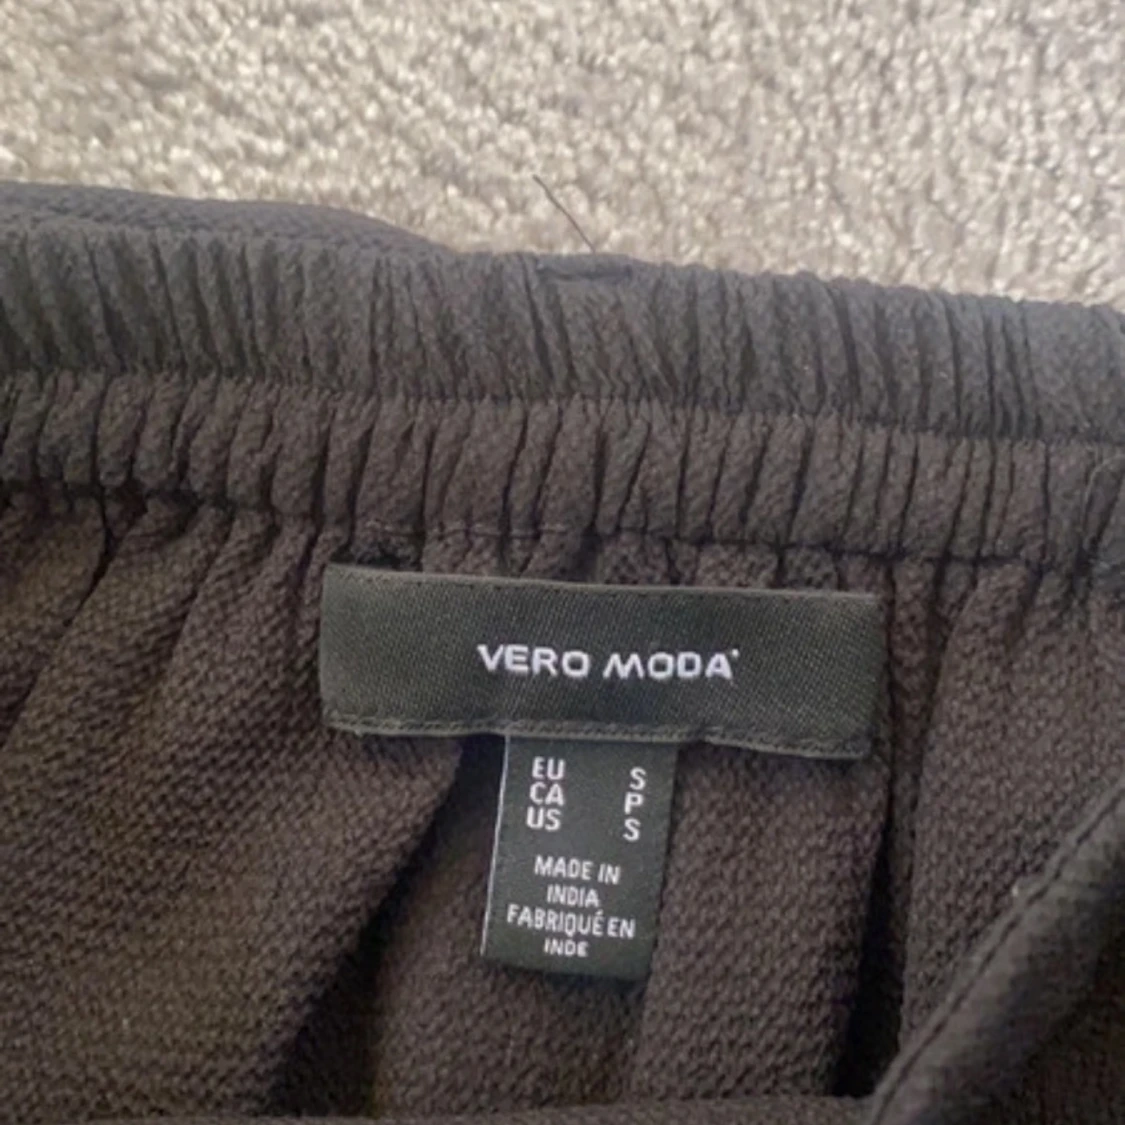 VERO MODA
EU S
CA P
US S
MADE IN
INDIA
FABRIQUÉ EN
INDE